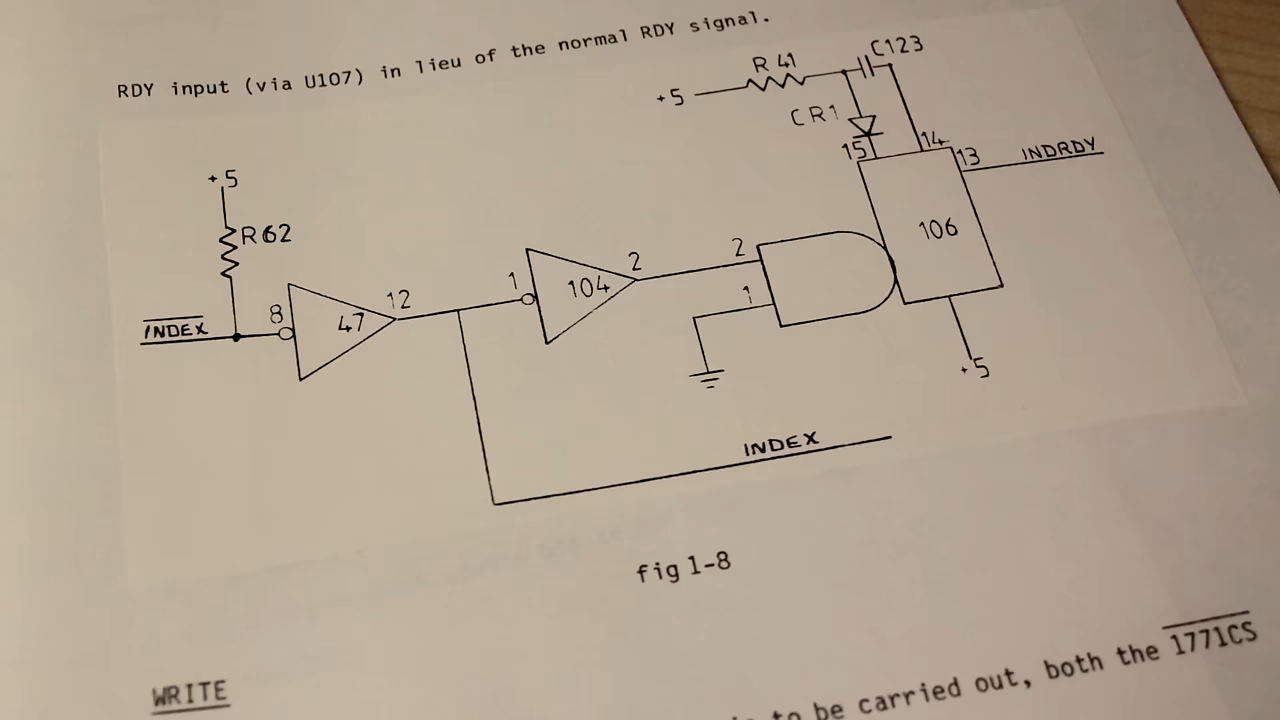 RDY input (via U107) in lieu of the normal RDY signal.
+5
R 41
C123
CR1
15
14
13
INDRDY
106
+5
R62
INDEX
8
47
12
1
104
2
2
1
+5
INDEX
fig 1-8
WRITE
to be carried out, both the 1771CS